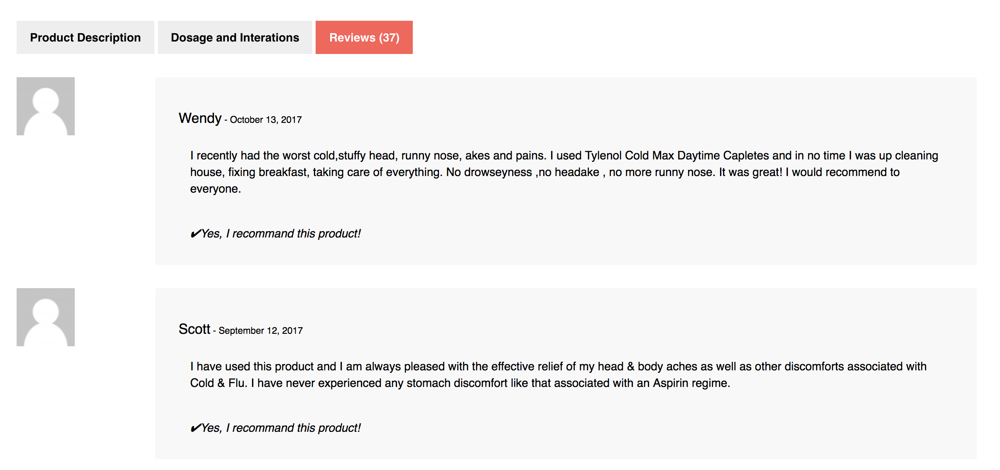 Product Description
Dosage and Interations
Reviews (37)
Wendy - October 13, 2017
I recently had the worst cold,stuffy head, runny nose, akes and pains. I used Tylenol Cold Max Daytime Capletes and in no time I was up cleaning
house, fixing breakfast, taking care of everything. No drowseyness ,no headake , no more runny nose. It was great! I would recommend to
everyone.
✔Yes, I recommand this product!
Scott - September 12, 2017
I have used this product and I am always pleased with the effective relief of my head & body aches as well as other discomforts associated with
Cold & Flu. I have never experienced any stomach discomfort like that associated with an Aspirin regime.
✔Yes, I recommand this product!